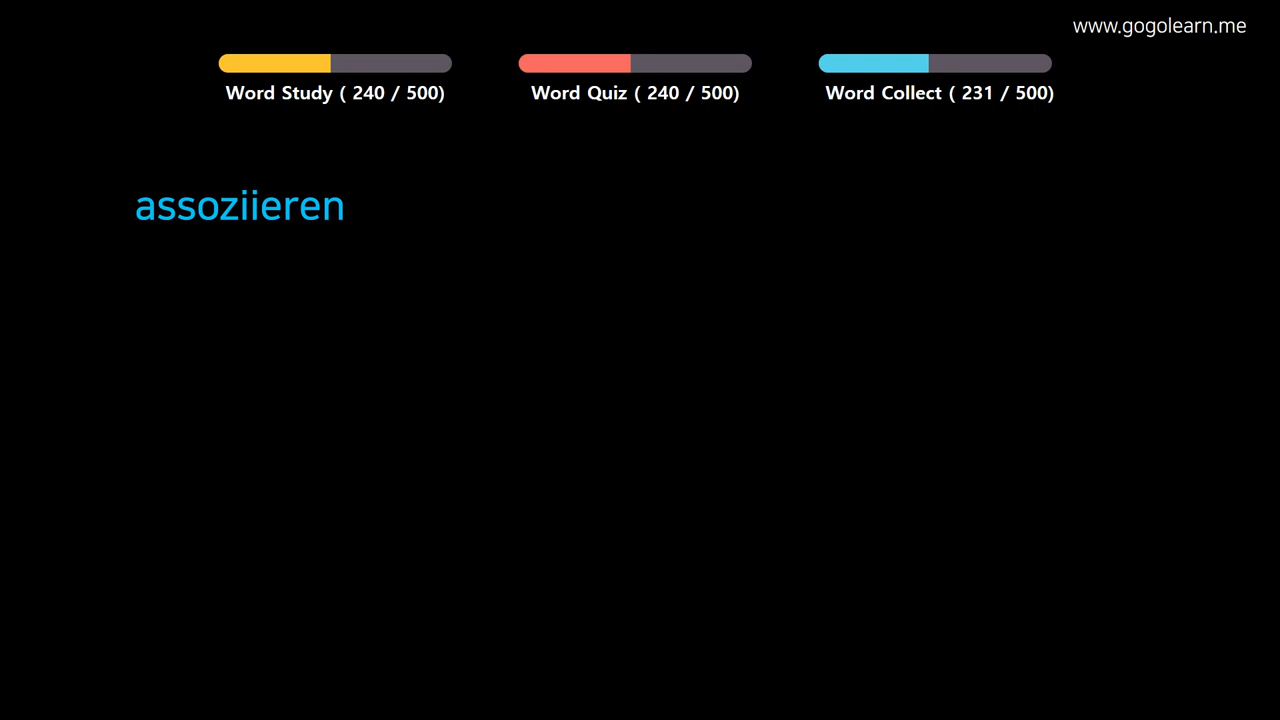 www.gogolearn.me
Word Study ( 240 / 500)
Word Quiz ( 240 / 500)
Word Collect ( 231 / 500)
assoziieren